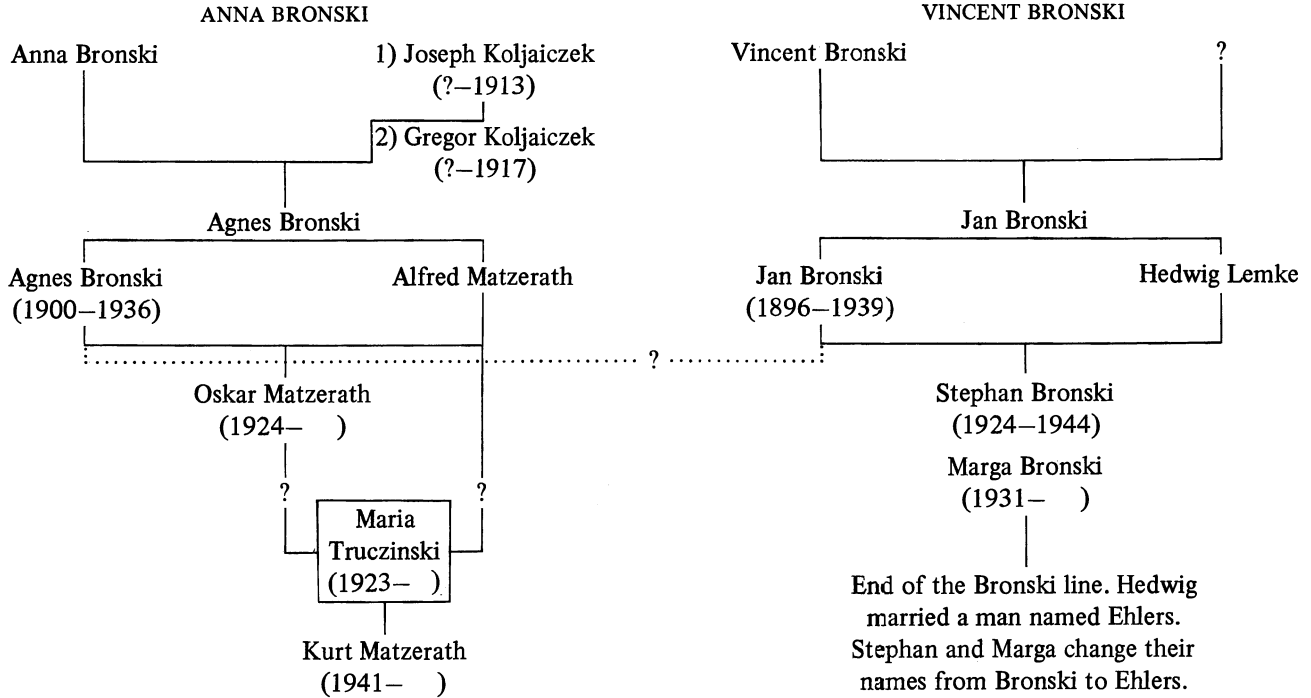 ANNA BRONSKI
Anna Bronski
1) Joseph Koljaiczek
(?–1913)
2) Gregor Koljaiczek
(?–1917)
Agnes Bronski
Agnes Bronski
(1900–1936)
Alfred Matzerath
?
Oskar Matzerath
(1924– )
?
?
Maria
Truczinski
(1923– )
Kurt Matzerath
(1941– )
VINCENT BRONSKI
Vincent Bronski
?
Jan Bronski
Jan Bronski
(1896–1939)
Hedwig Lemke
Stephan Bronski
(1924–1944)
Marga Bronski
(1931– )
End of the Bronski line. Hedwig
married a man named Ehlers.
Stephan and Marga change their
names from Bronski to Ehlers.